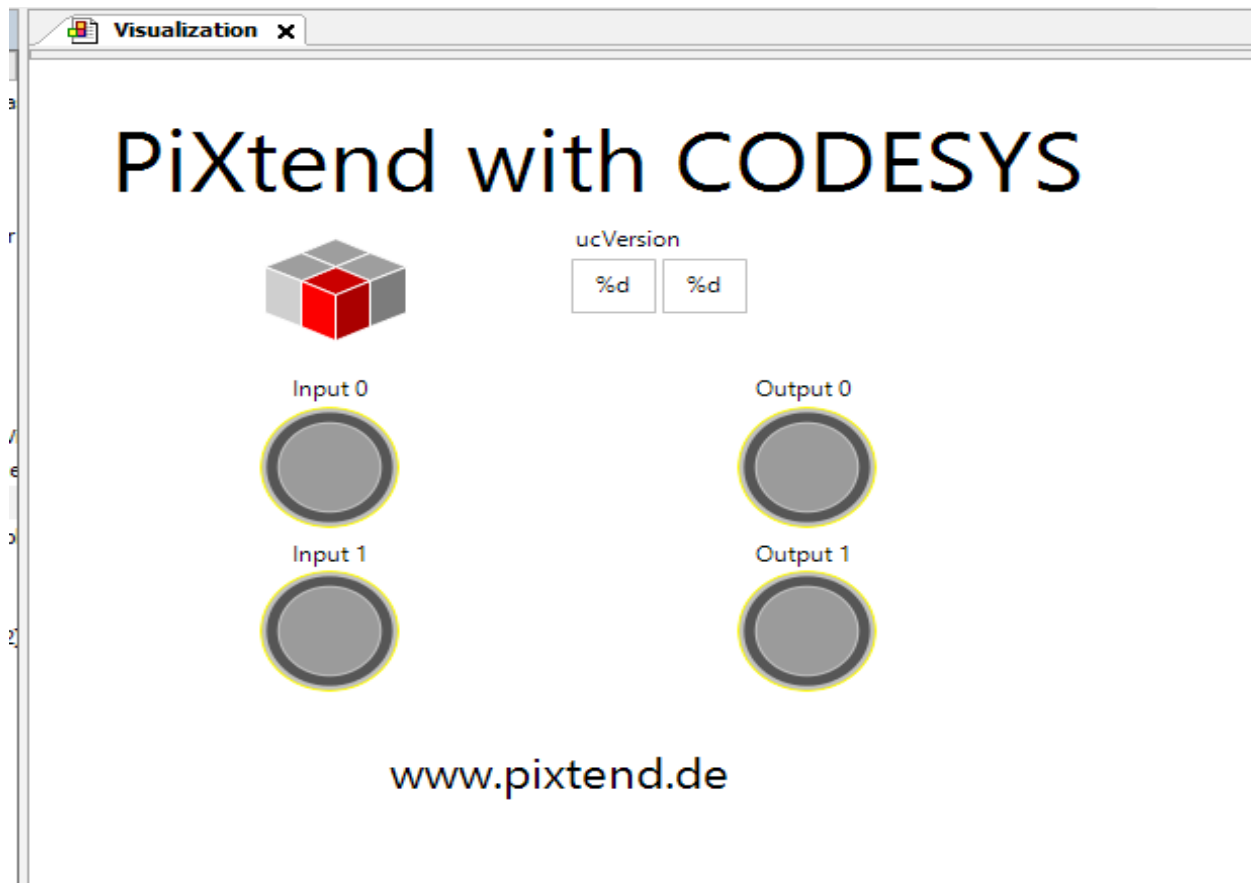 Visualization
PiXtend with CODESYS
ucVersion
%d %d
Input 0 Output 0
Input 1 Output 1
www.pixtend.de